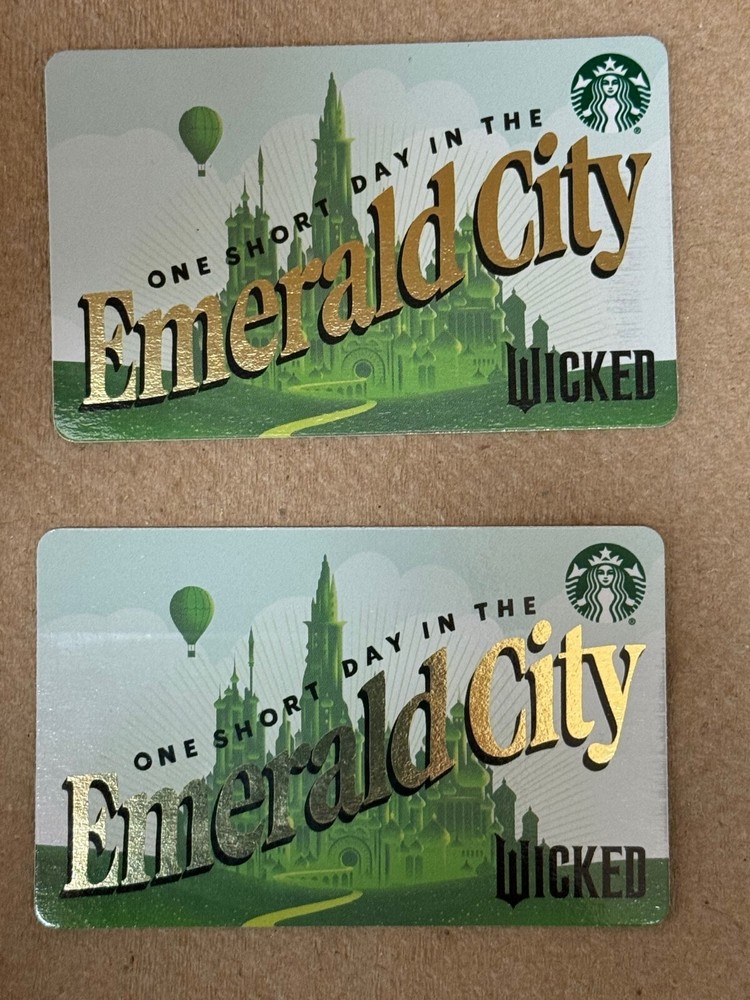 ONE SHORT DAY IN THE
Emerald City
WICKED
®
ONE SHORT DAY IN THE
Emerald City
WICKED
®